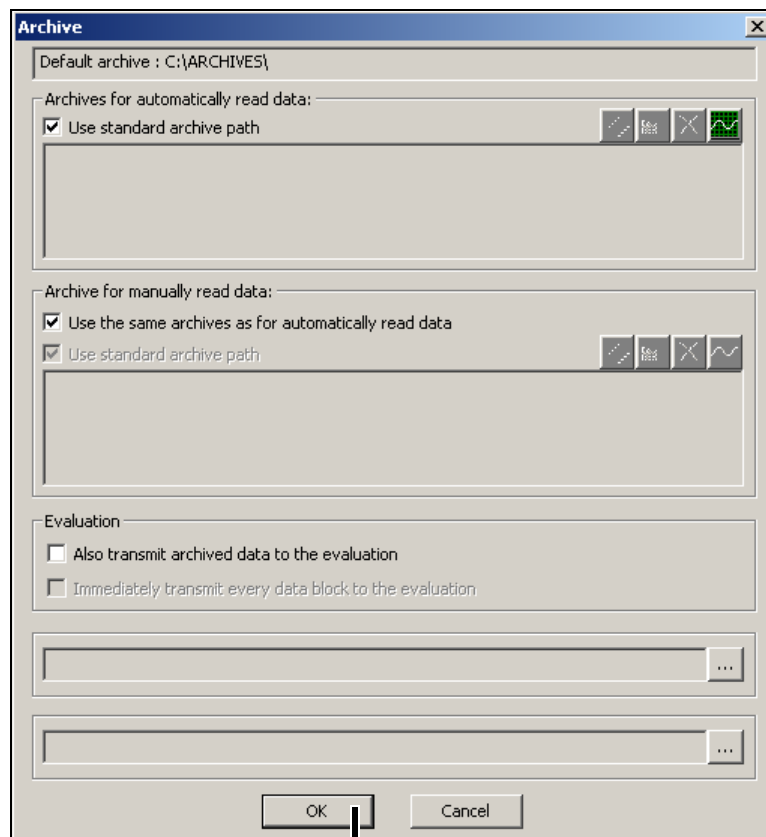 Archive
Default archive : C:\ARCHIVES\
Archives for automatically read data:
Use standard archive path
Archive for manually read data:
Use the same archives as for automatically read data
Use standard archive path
Evaluation
Also transmit archived data to the evaluation
Immediately transmit every data block to the evaluation
...
...
OK
Cancel